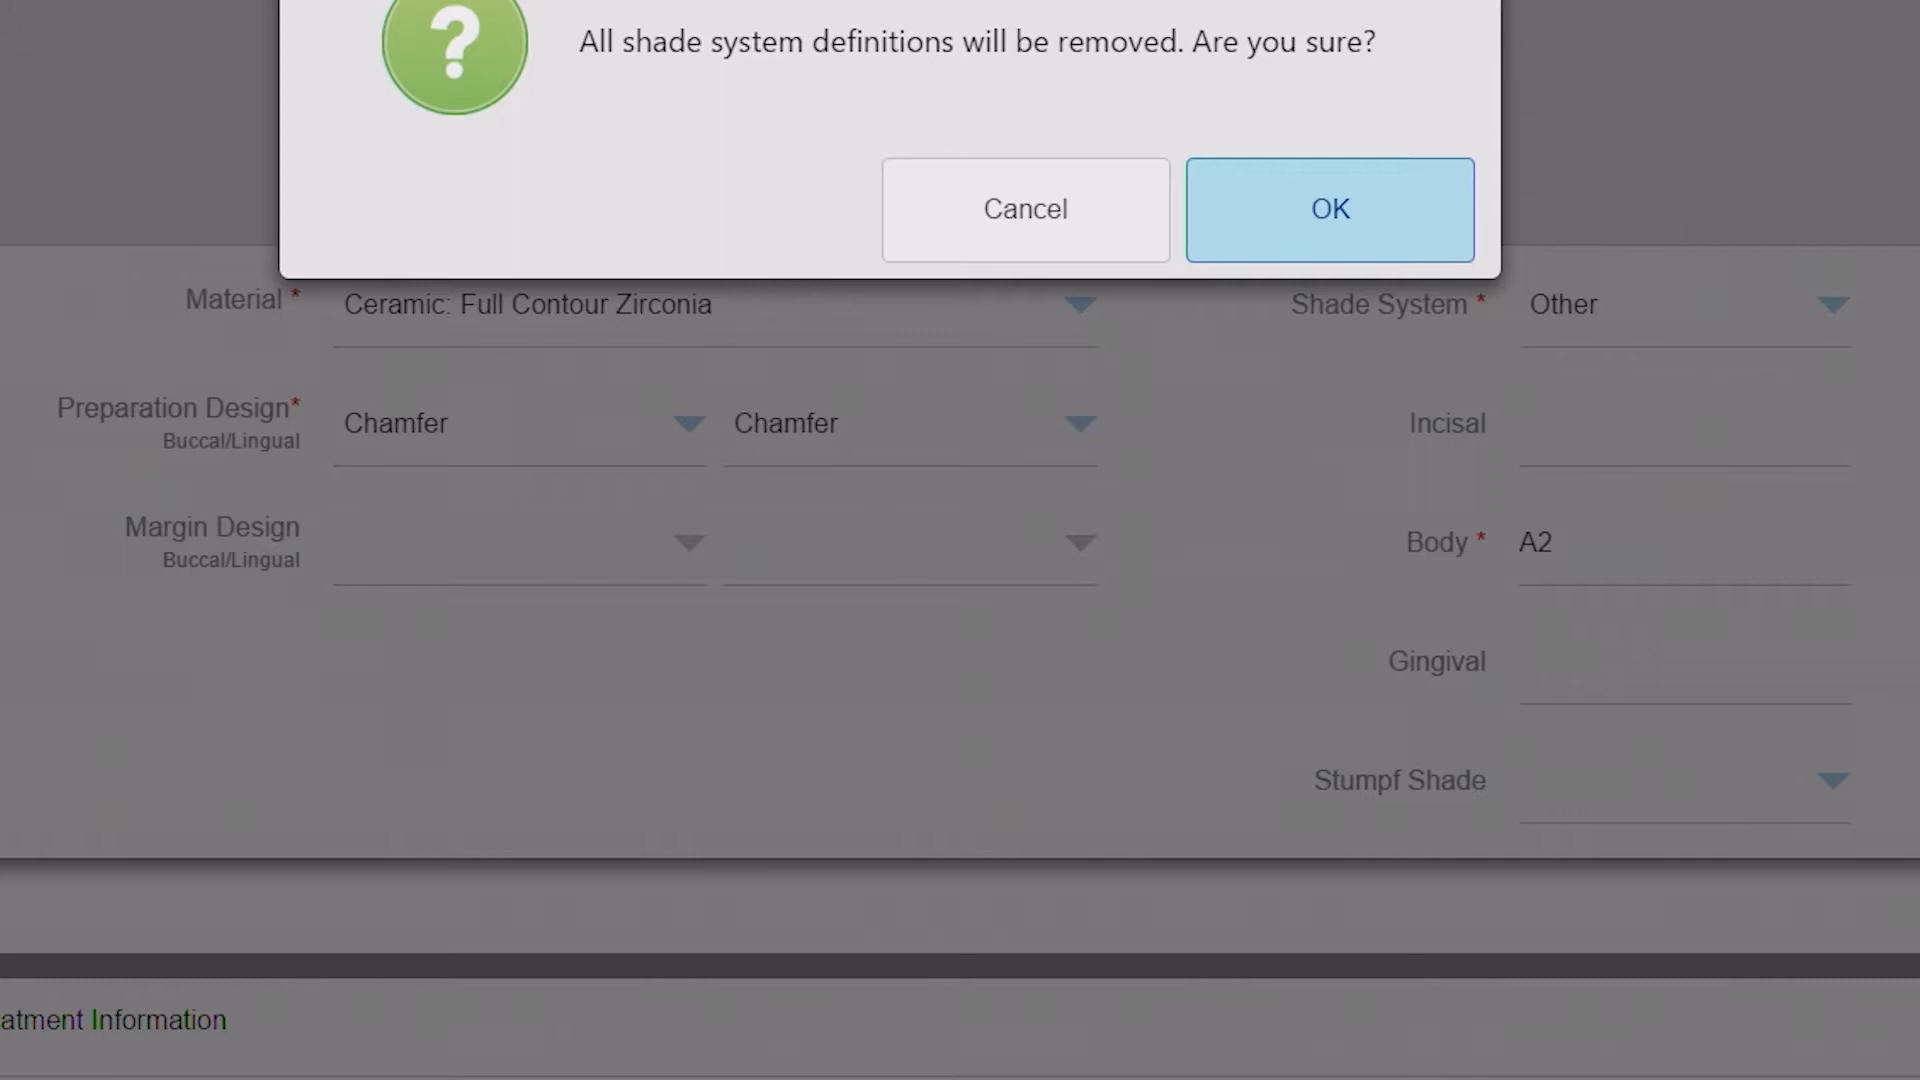 ?
All shade system definitions will be removed. Are you sure?
Cancel
OK
Material *
Ceramic: Full Contour Zirconia
Shade System *
Other
Preparation Design*
Buccal/Lingual
Chamfer
Chamfer
Incisal
Margin Design
Buccal/Lingual
Body *
A2
Gingival
Stumpf Shade
atment Information